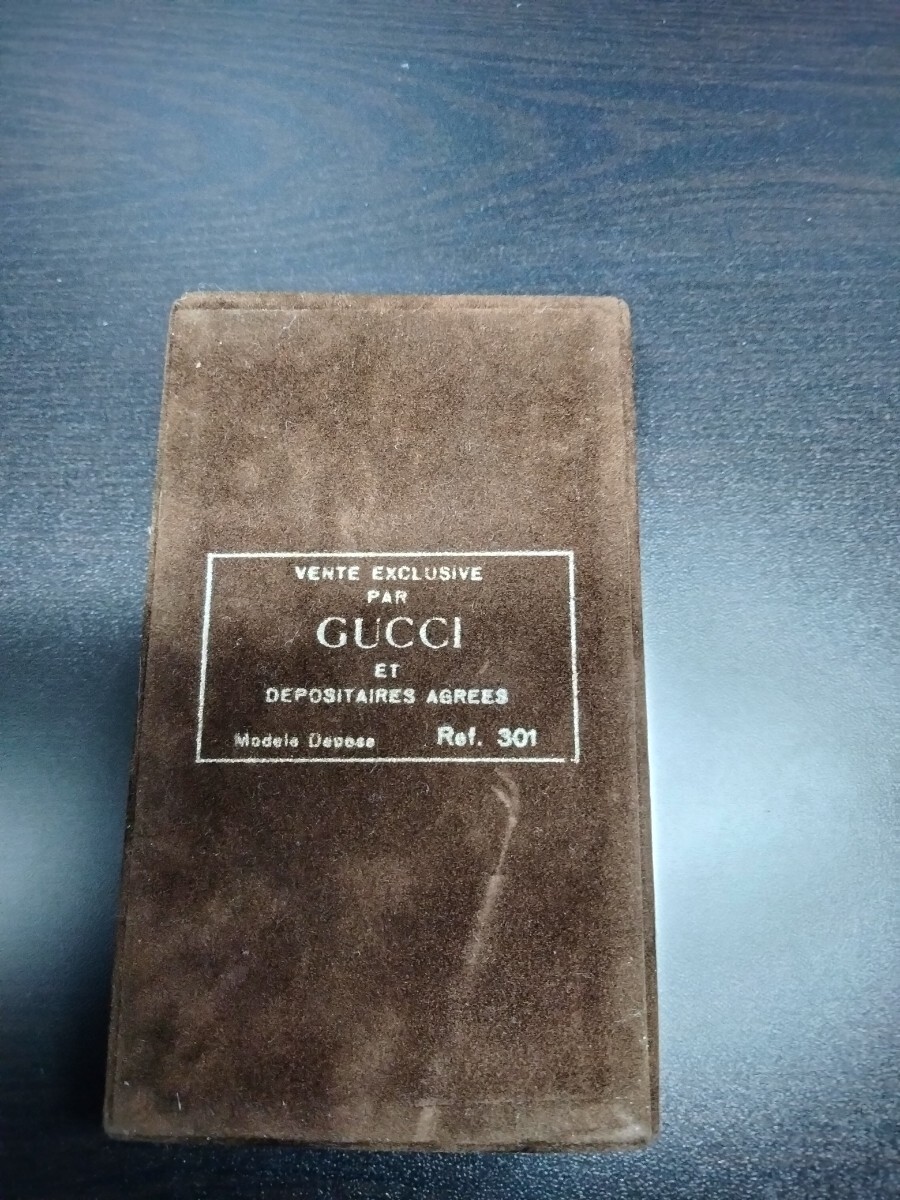 VENTE EXCLUSIVE
PAR
GUCCI
ET
DEPOSITAIRES AGREES
Modele Depose Ref. 301